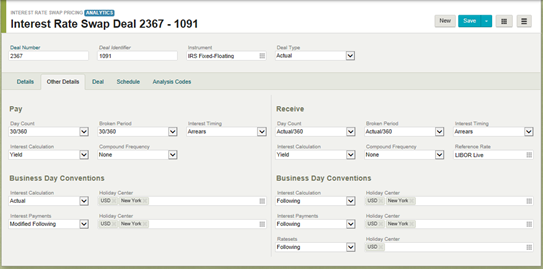 INTEREST RATE SWAP PRICING ANALYTICS
Interest Rate Swap Deal 2367 - 1091
New Save
Deal Number Deal Identifier Instrument Deal Type
2367 1091 IRS Fixed-Floating Actual
Details Other Details Deal Schedule Analysis Codes
Pay Receive
Day Count Broken Period Interest Timing Day Count Broken Period Interest Timing
30/360 30/360 Arrears Actual/360 Actual/360 Arrears
Interest Calculation Compound Frequency Interest Calculation Compound Frequency Reference Rate
Yield None Yield None LIBOR Live
Business Day Conventions Business Day Conventions
Interest Calculation Holiday Center Interest Calculation Holiday Center
Actual USD × New York × Following USD × New York ×
Interest Payments Holiday Center Interest Payments Holiday Center
Modified Following USD × New York × Following USD × New York ×
Ratesets Holiday Center
Following USD ×